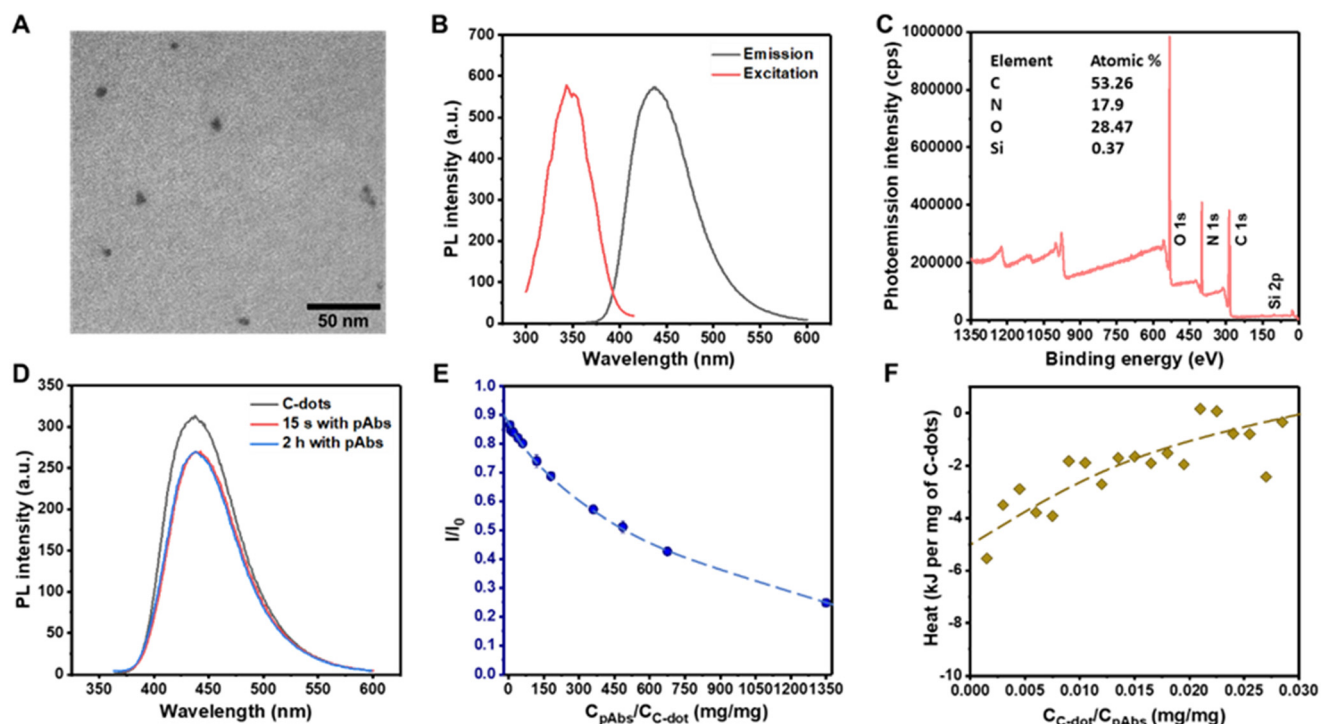 A
50 nm
B
700
600
500
400
300
200
100
0
PL intensity (a.u.)
Emission
Excitation
300 350 400 450 500 550 600
Wavelength (nm)
C
1000000
800000
600000
400000
200000
0
Photoemission intensity (cps)
Element Atomic %
C 53.26
N 17.9
O 28.47
Si 0.37
O 1s
N 1s
C 1s
Si 2p
1350 1200 1050 900 750 600 450 300 150 0
Binding energy (eV)
D
350
300
250
200
150
100
50
0
PL intensity (a.u.)
C-dots
15 s with pAbs
2 h with pAbs
350 400 450 500 550 600
Wavelength (nm)
E
1.0
0.9
0.8
0.7
0.6
0.5
0.4
0.3
0.2
0.1
0.0
I/I0
0 150 300 450 600 750 900 1050 1200 1350
CpAbs/CC-dot (mg/mg)
F
0
-2
-4
-6
-8
-10
Heat (kJ per mg of C-dots)
0.000 0.005 0.010 0.015 0.020 0.025 0.030
CC-dot/CpAbs (mg/mg)